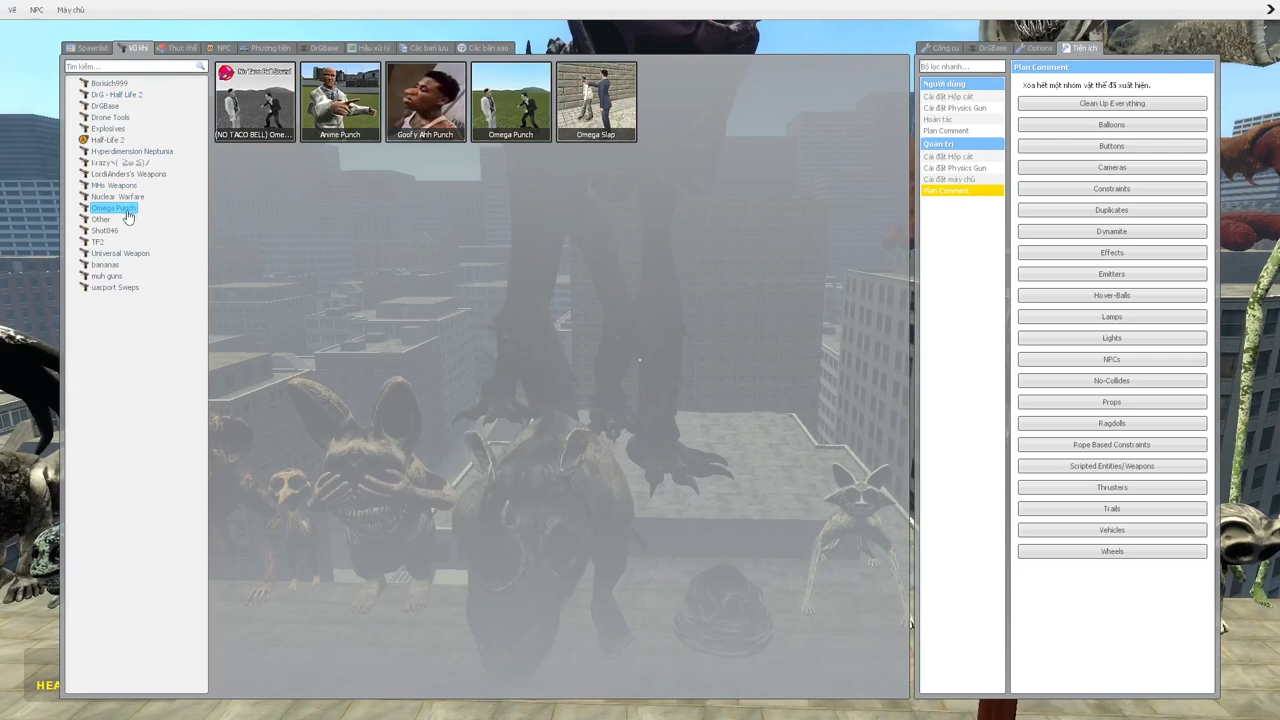 Vẽ NPC Máy chủ
Spawnlist Vũ khí Thực thể NPC Phương tiện DrGBase Hậu xử lý Các bản lưu Các bản sao
Công cụ DrGBase Options Tiện ích
Tìm kiếm...
Borisich999
DrG - Half Life 2
DrGBase
Drone Tools
Explosives
Half-Life 2
Hyperdimension Neptunia
LordiAnders's Weapons
MHs Weapons
Nuclear Warfare
Omega Punch
Other
Shot846
TF2
Universal Weapon
bananas
muh guns
uacport Sweps
No Taco Bell Sound
(NO TACO BELL) Ome...
Anime Punch
Goofy Ahh Punch
Omega Punch
Omega Slap
Bộ lọc nhanh...
Người dùng
Cài đặt Hộp cát
Cài đặt Physics Gun
Hoàn tác
Plan Comment
Quản trị
Cài đặt Hộp cát
Cài đặt Physics Gun
Cài đặt máy chủ
Plan Comment
Plan Comment
Xóa hết một nhóm vật thể đã xuất hiện.
Clean Up Everything
Balloons
Buttons
Cameras
Constraints
Duplicates
Dynamite
Effects
Emitters
Hover-Balls
Lamps
Lights
NPCs
No-Collides
Props
Ragdolls
Rope Based Constraints
Scripted Entities/Weapons
Thrusters
Trails
Vehicles
Wheels
HEA